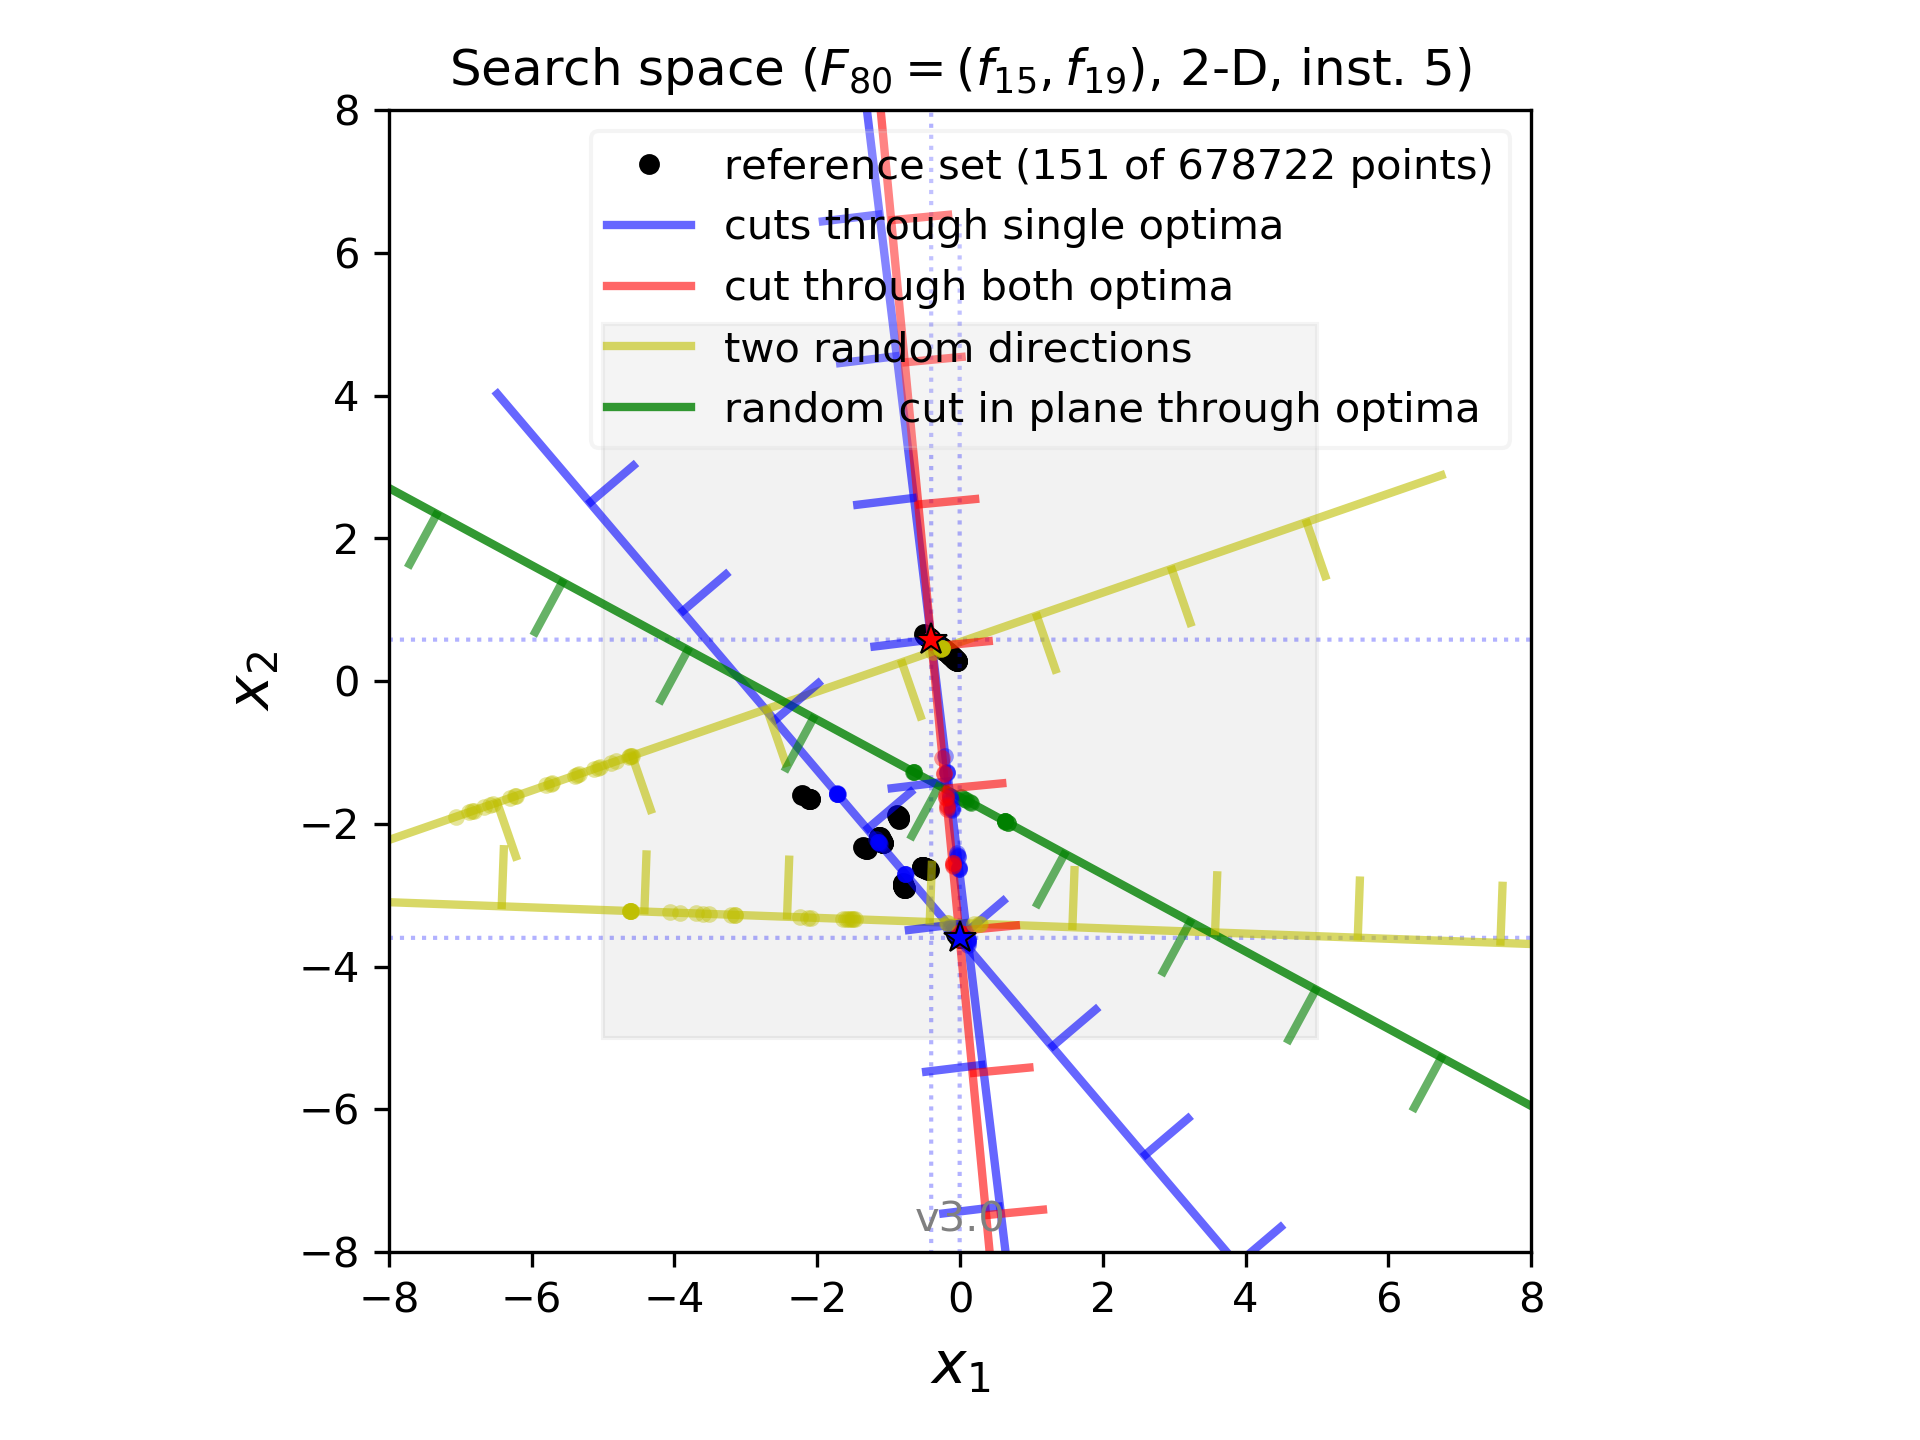 Search space (F80 = (f15, f19), 2-D, inst. 5)
reference set (151 of 678722 points)
cuts through single optima
cut through both optima
two random directions
random cut in plane through optima
8
6
4
2
0
−2
−4
−6
−8
x2
v3.0
−8 −6 −4 −2 0 2 4 6 8
x1